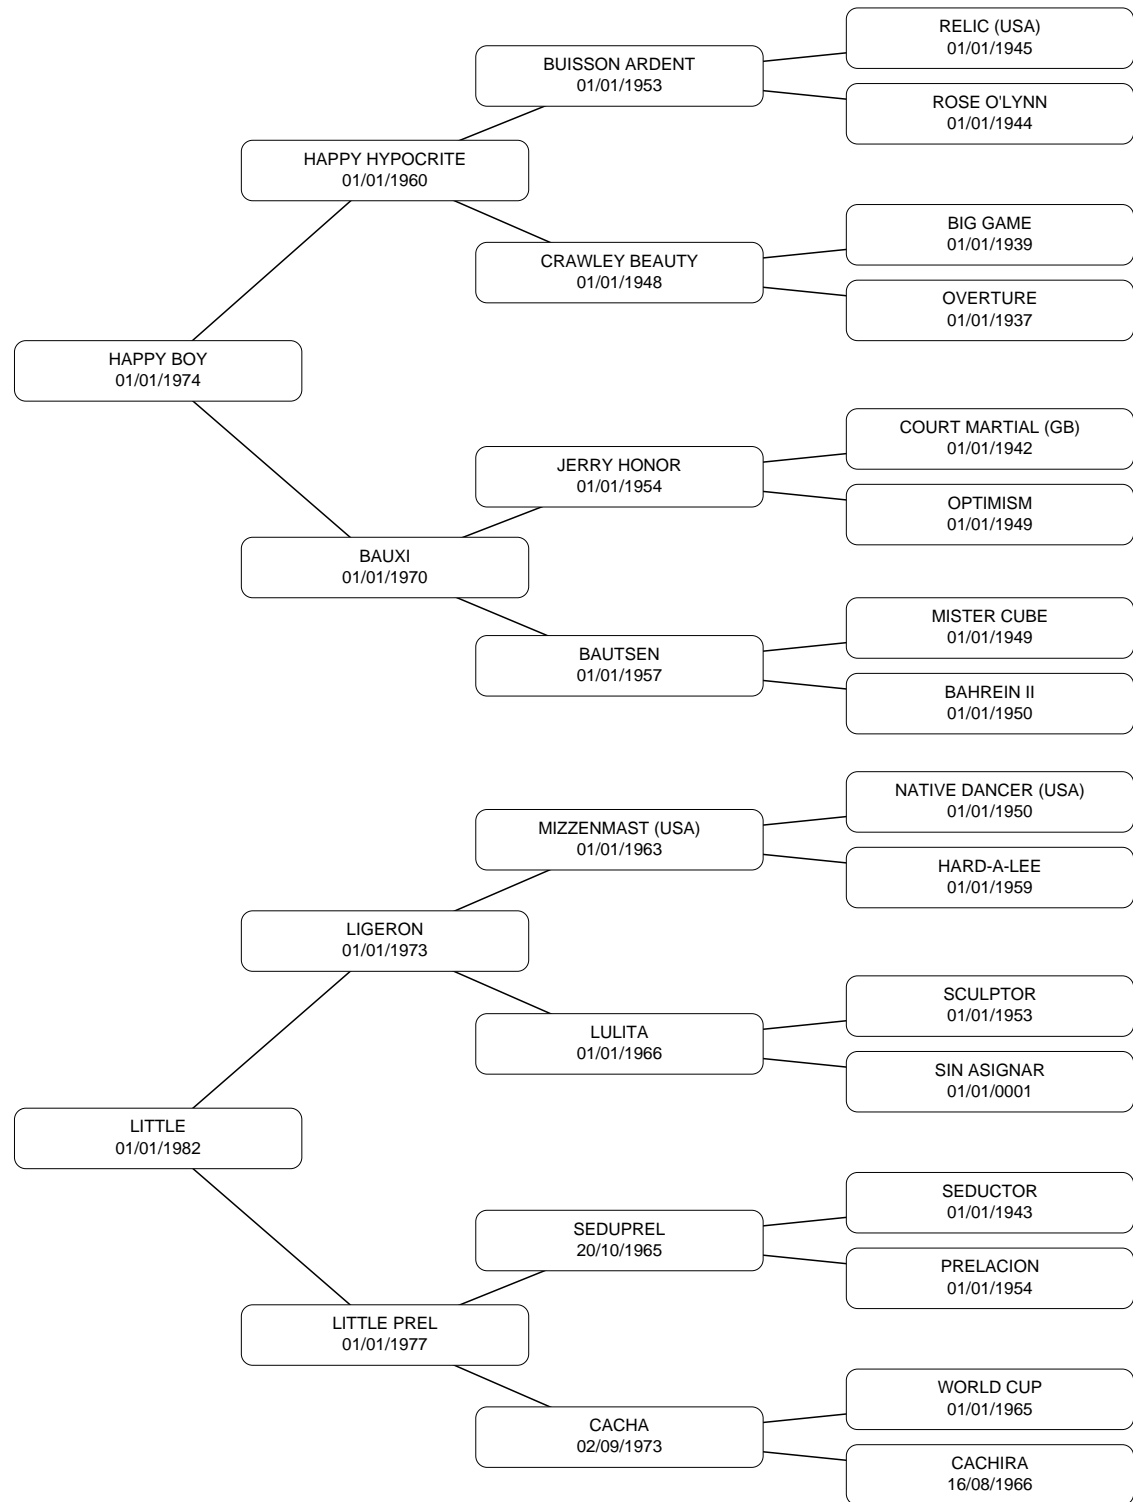 RELIC (USA)
01/01/1945
BUISSON ARDENT
01/01/1953
ROSE O'LYNN
01/01/1944
HAPPY HYPOCRITE
01/01/1960
BIG GAME
01/01/1939
CRAWLEY BEAUTY
01/01/1948
OVERTURE
01/01/1937
HAPPY BOY
01/01/1974
COURT MARTIAL (GB)
01/01/1942
JERRY HONOR
01/01/1954
OPTIMISM
01/01/1949
BAUXI
01/01/1970
MISTER CUBE
01/01/1949
BAUTSEN
01/01/1957
BAHREIN II
01/01/1950
NATIVE DANCER (USA)
01/01/1950
MIZZENMAST (USA)
01/01/1963
HARD-A-LEE
01/01/1959
LIGERON
01/01/1973
SCULPTOR
01/01/1953
LULITA
01/01/1966
SIN ASIGNAR
01/01/0001
LITTLE
01/01/1982
SEDUCTOR
01/01/1943
SEDUPREL
20/10/1965
PRELACION
01/01/1954
LITTLE PREL
01/01/1977
WORLD CUP
01/01/1965
CACHA
02/09/1973
CACHIRA
16/08/1966